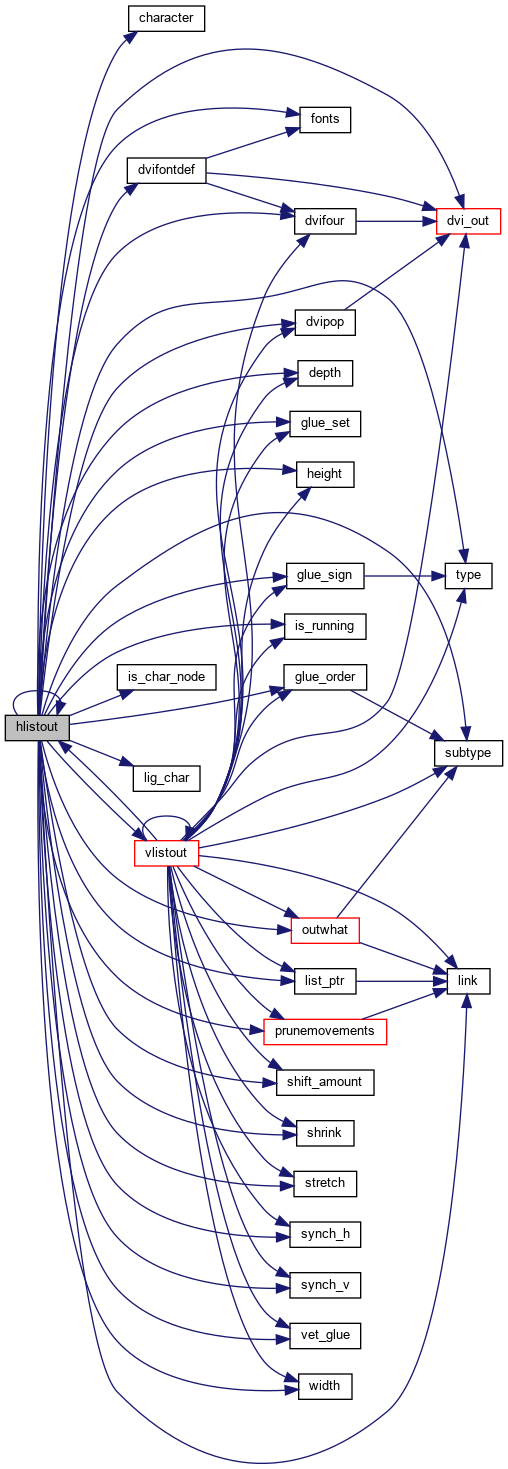 character
fonts
dvifontdef
dvifour
dvi_out
dvipop
depth
glue_set
height
glue_sign
type
is_running
is_char_node
glue_order
hlistout
subtype
lig_char
vlistout
outwhat
list_ptr
link
prunemovements
shift_amount
shrink
stretch
synch_h
synch_v
vet_glue
width